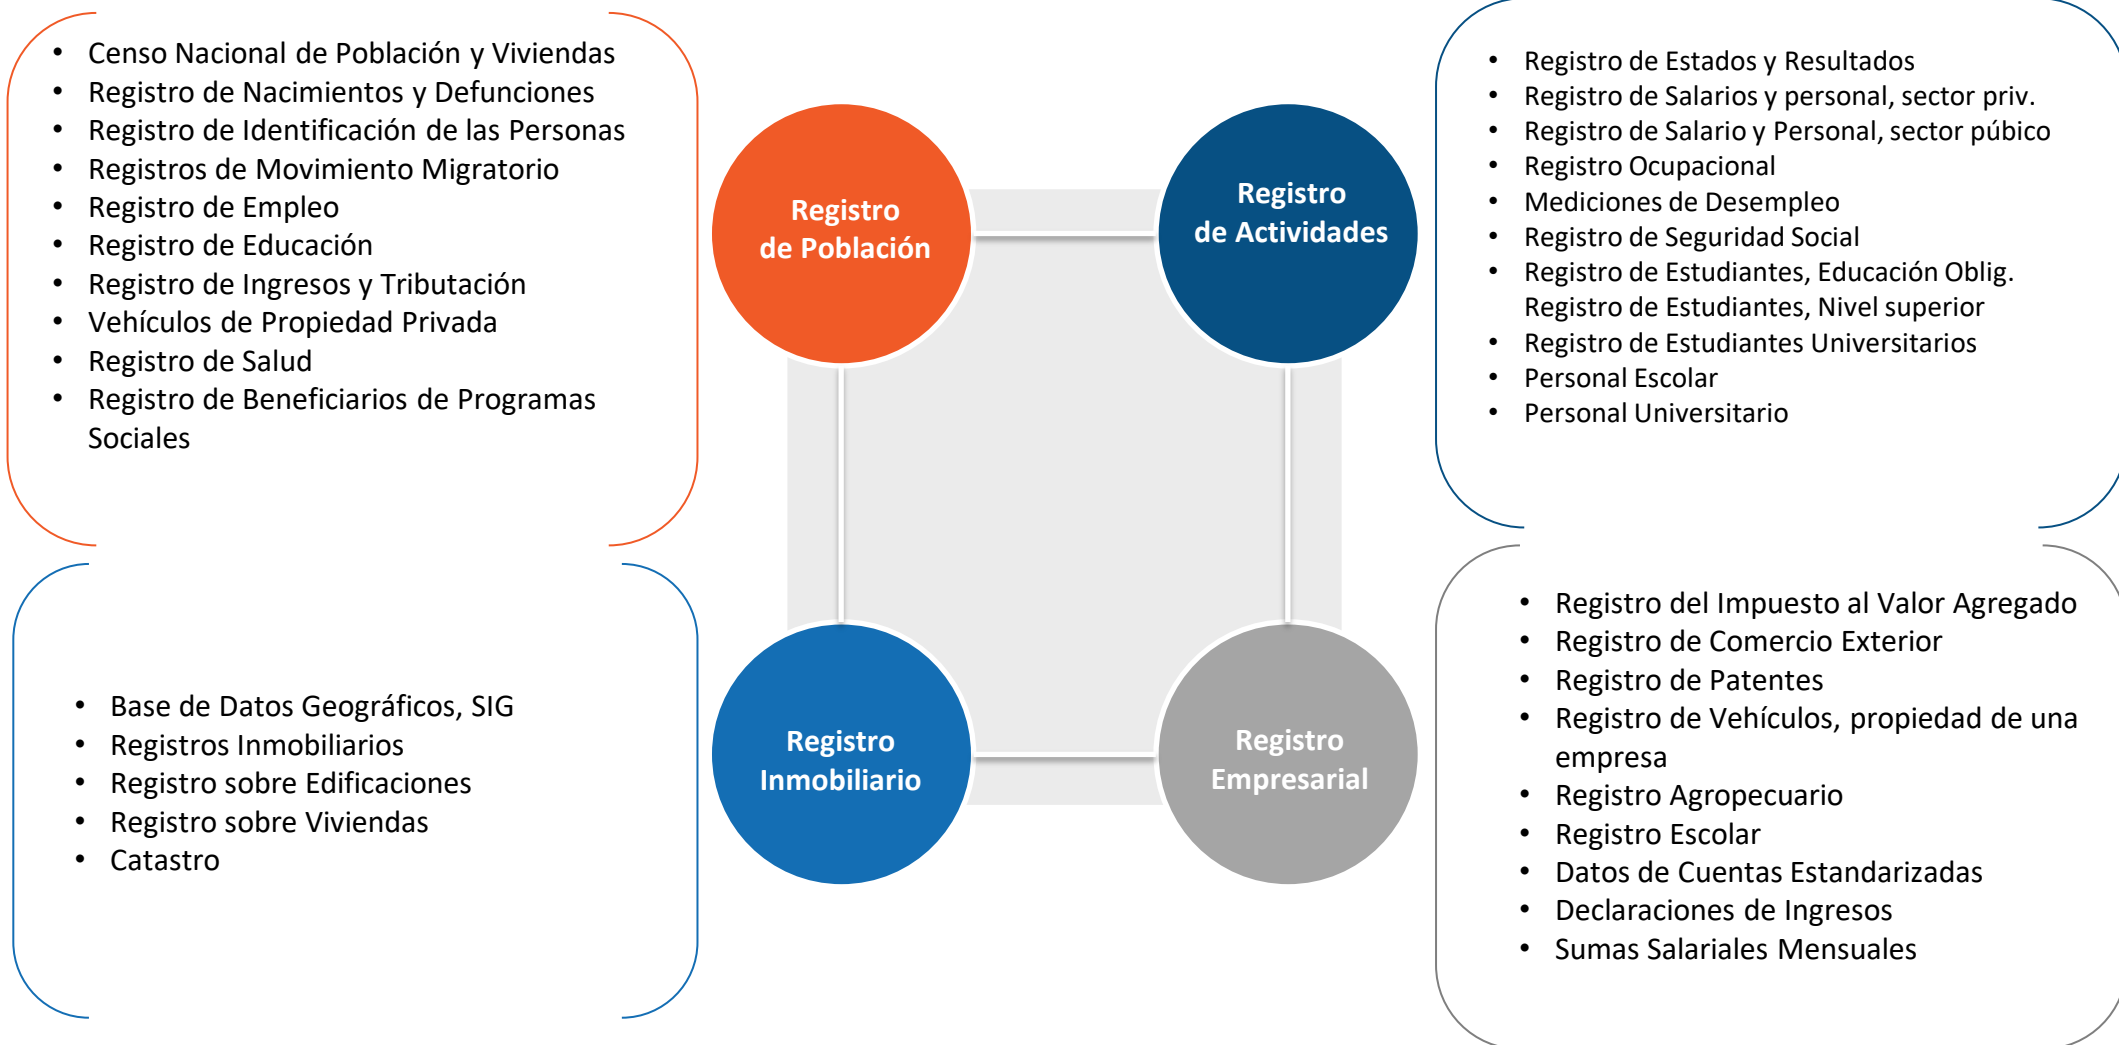 • Censo Nacional de Población y Viviendas
• Registro de Nacimientos y Defunciones
• Registro de Identificación de las Personas
• Registros de Movimiento Migratorio
• Registro de Empleo
• Registro de Educación
• Registro de Ingresos y Tributación
• Vehículos de Propiedad Privada
• Registro de Salud
• Registro de Beneficiarios de Programas
Sociales
Registro
de Población
Registro
de Actividades
• Registro de Estados y Resultados
• Registro de Salarios y personal, sector priv.
• Registro de Salario y Personal, sector púbico
• Registro Ocupacional
• Mediciones de Desempleo
• Registro de Seguridad Social
• Registro de Estudiantes, Educación Oblig.
Registro de Estudiantes, Nivel superior
• Registro de Estudiantes Universitarios
• Personal Escolar
• Personal Universitario
• Base de Datos Geográficos, SIG
• Registros Inmobiliarios
• Registro sobre Edificaciones
• Registro sobre Viviendas
• Catastro
Registro
Inmobiliario
Registro
Empresarial
• Registro del Impuesto al Valor Agregado
• Registro de Comercio Exterior
• Registro de Patentes
• Registro de Vehículos, propiedad de una
empresa
• Registro Agropecuario
• Registro Escolar
• Datos de Cuentas Estandarizadas
• Declaraciones de Ingresos
• Sumas Salariales Mensuales